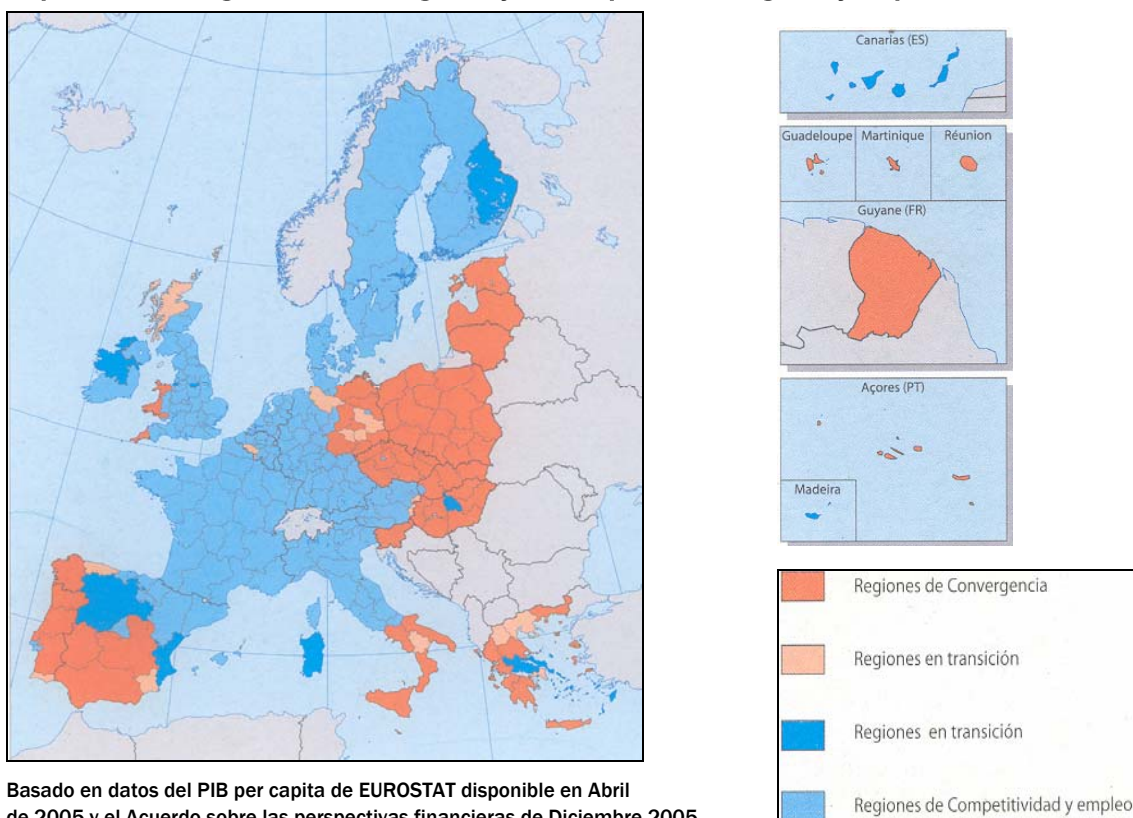 Canarias (ES)
Guadeloupe
Martinique
Réunion
Guyane (FR)
Açores (PT)
Madeira
Regiones de Convergencia
Regiones en transición
Regiones en transición
Regiones de Competitividad y empleo
Basado en datos del PIB per capita de EUROSTAT disponible en Abril
de 2005 y el Acuerdo sobre las perspectivas financieras de Diciembre 2005